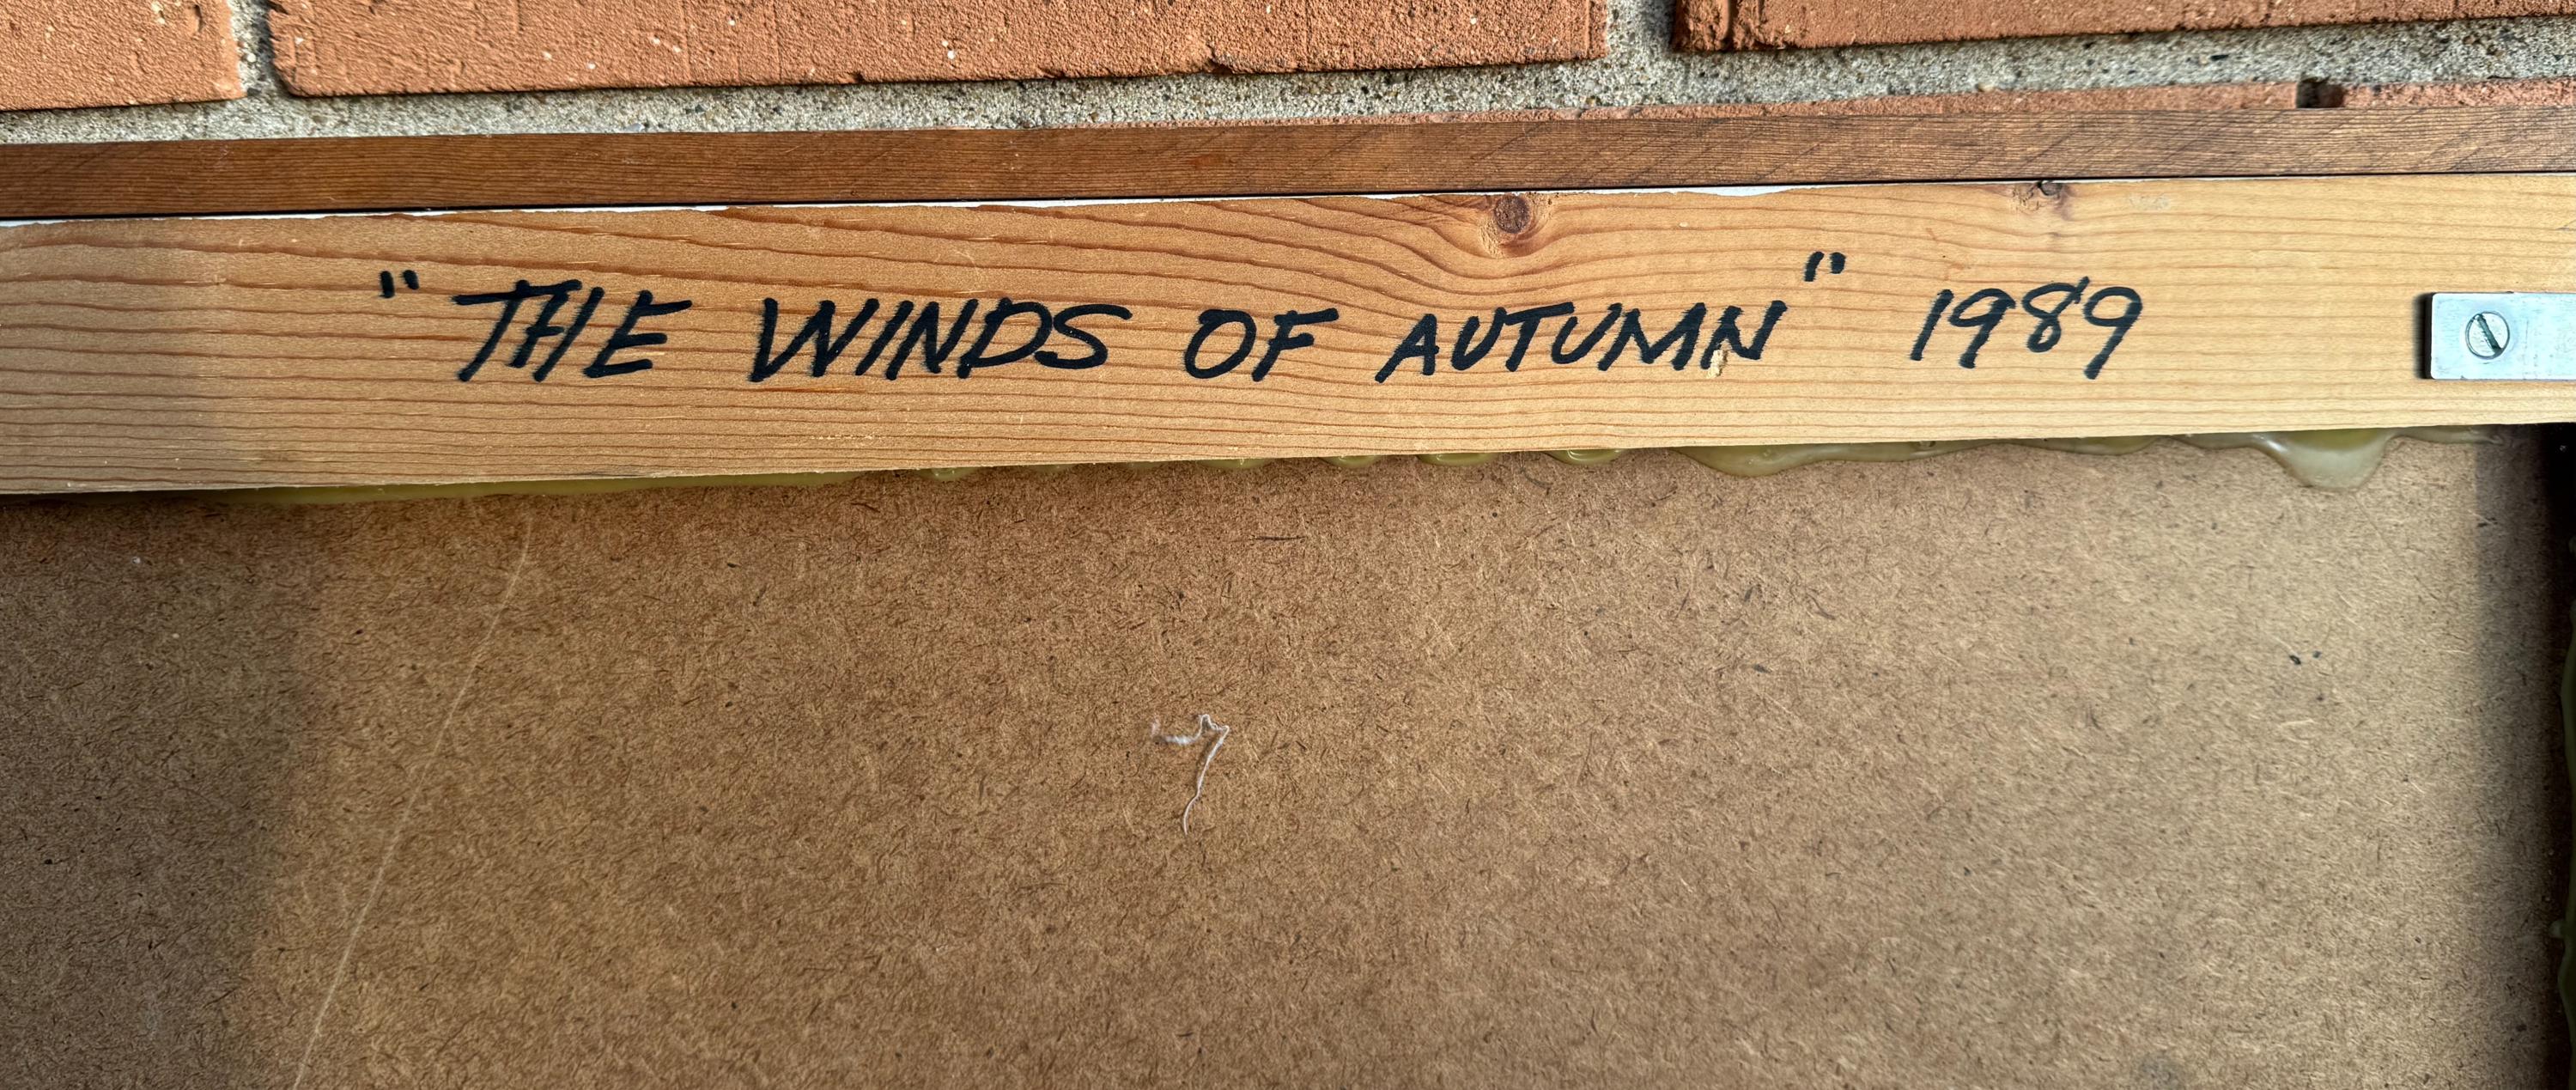 "THE WINDS OF AUTUMN" 1989